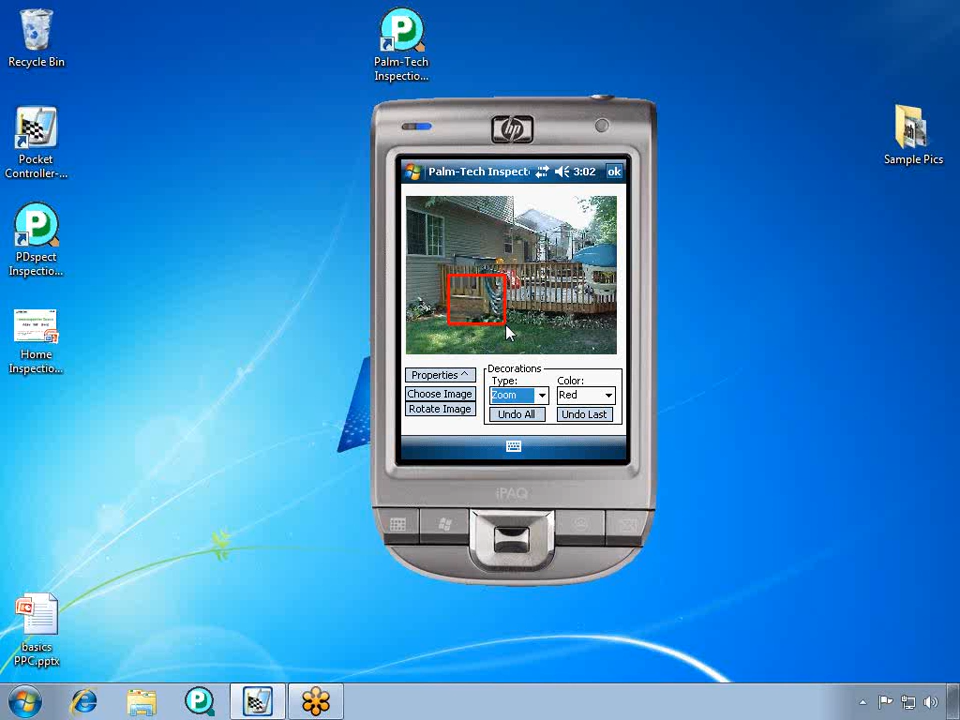 Recycle Bin
Palm-Tech
Inspectio...
Pocket
Controller-...
Sample Pics
PDspect
Inspectio...
Home
Inspectio...
basics
PPC.pptx
hp
Palm-Tech Inspect 3:02 ok
Properties ^
Choose Image
Rotate Image
Decorations
Type:
Color:
Zoom
Red
Undo All
Undo Last
iPAQ